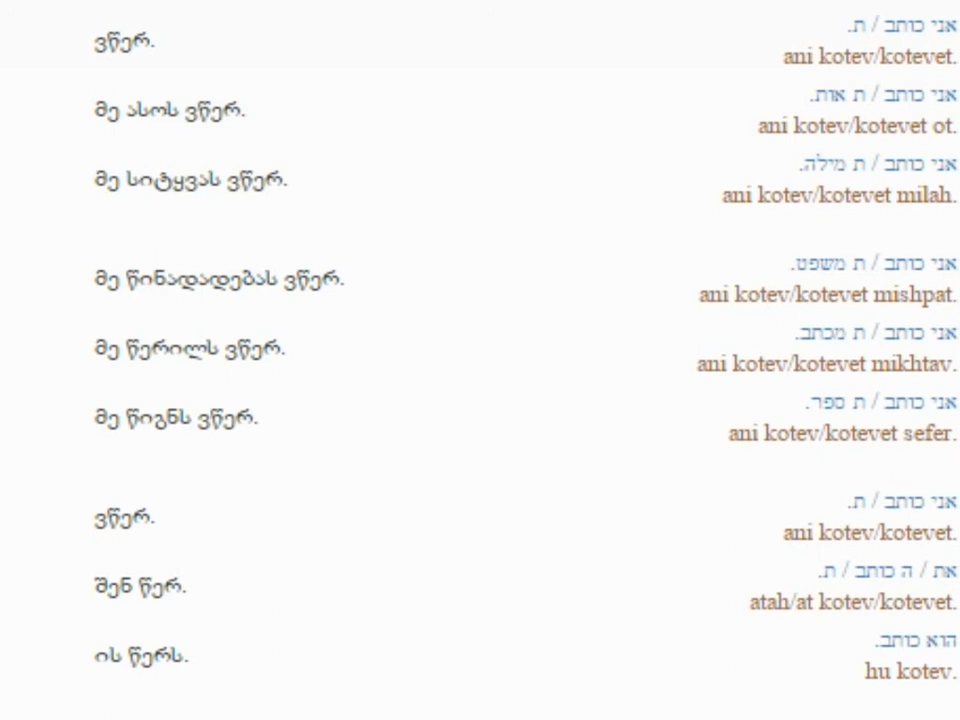 ვწერ.
אני כותב / ת.
ani kotev/kotevet.
მე ასოს ვწერ.
אני כותב / ת אות.
ani kotev/kotevet ot.
მე სიტყვას ვწერ.
אני כותב / ת מילה.
ani kotev/kotevet milah.
მე წინადადებას ვწერ.
אני כותב / ת משפט.
ani kotev/kotevet mishpat.
მე წერილს ვწერ.
אני כותב / ת מכתב.
ani kotev/kotevet mikhtav.
მე წიგნს ვწერ.
אני כותב / ת ספר.
ani kotev/kotevet sefer.
ვწერ.
אני כותב / ת.
ani kotev/kotevet.
შენ წერ.
את / ה כותב / ת.
atah/at kotev/kotevet.
ის წერს.
הוא כותב.
hu kotev.